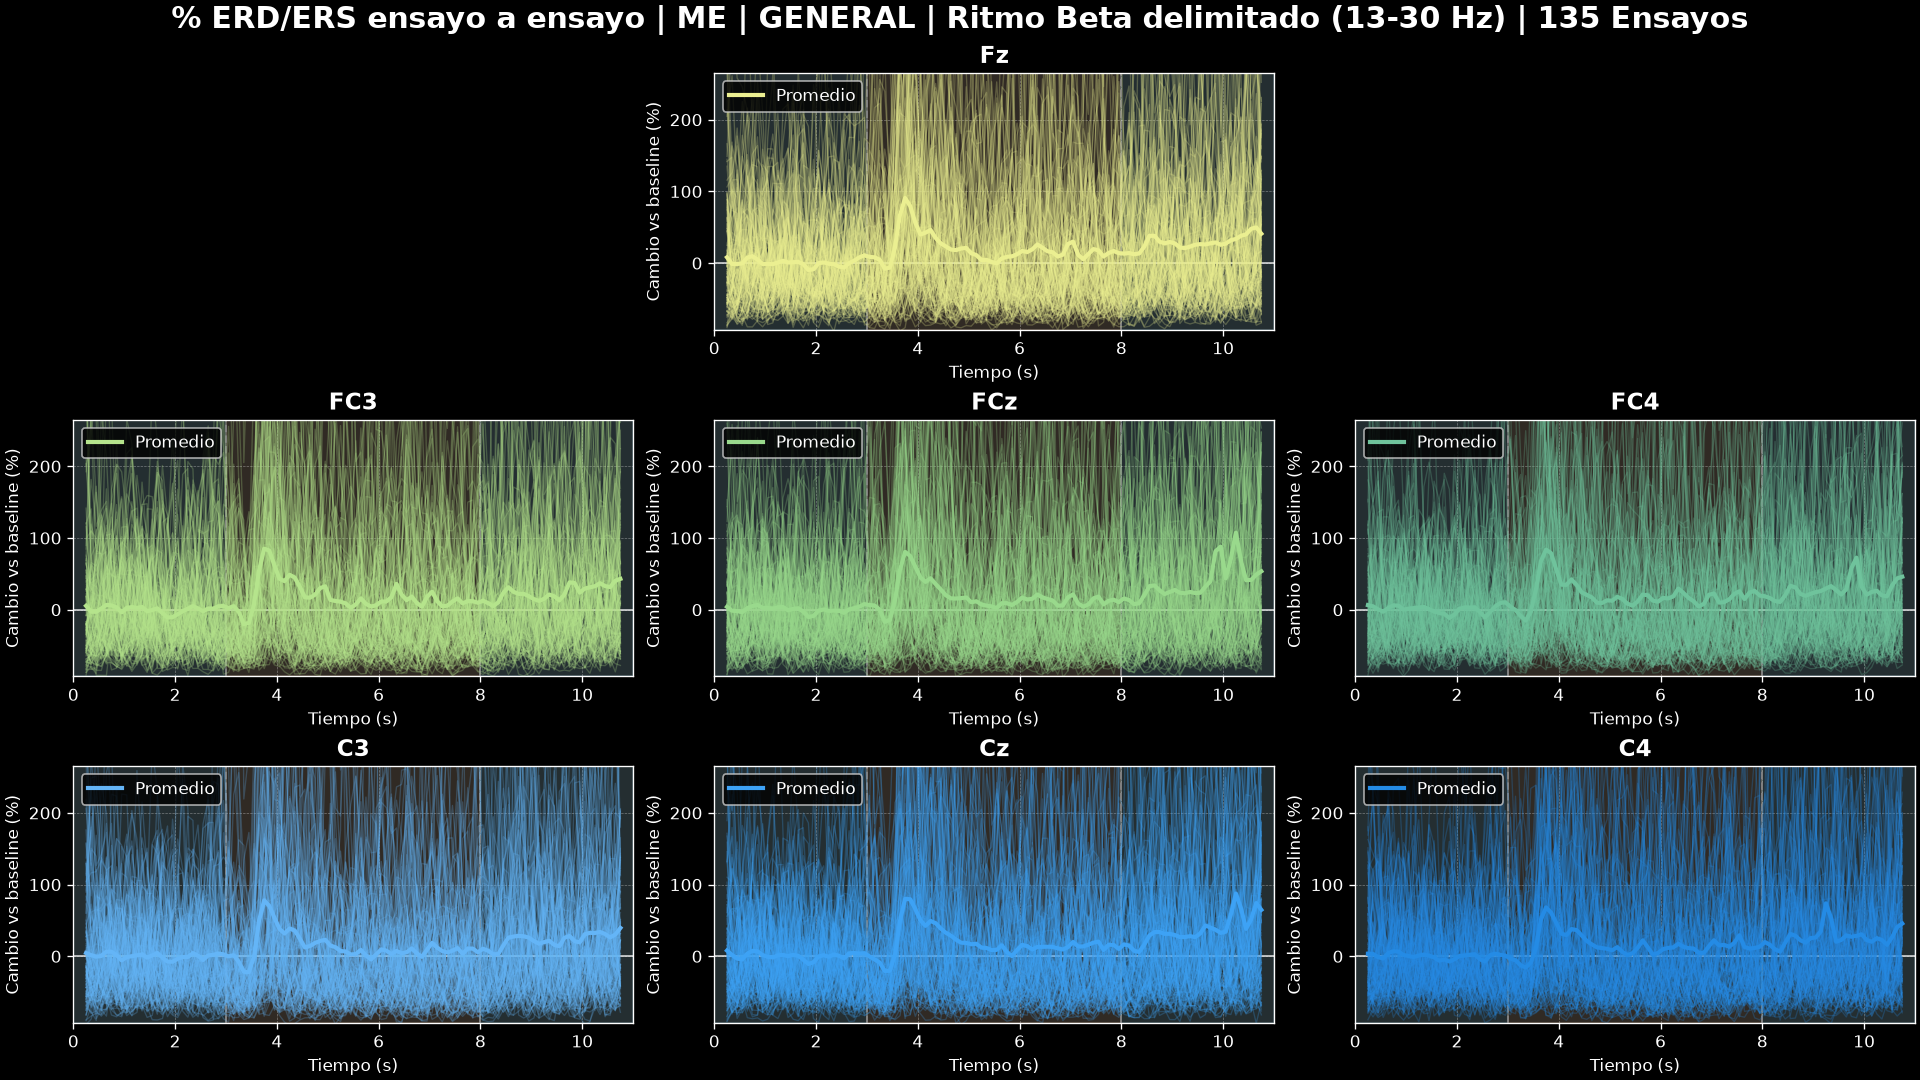 % ERD/ERS ensayo a ensayo | ME | GENERAL | Ritmo Beta delimitado (13-30 Hz) | 135 Ensayos
Fz
Promedio
Cambio vs baseline (%)
200
100
0
0 2 4 6 8 10
Tiempo (s)
FC3
Promedio
Cambio vs baseline (%)
200
100
0
0 2 4 6 8 10
Tiempo (s)
FCz
Promedio
Cambio vs baseline (%)
200
100
0
0 2 4 6 8 10
Tiempo (s)
FC4
Promedio
Cambio vs baseline (%)
200
100
0
0 2 4 6 8 10
Tiempo (s)
C3
Promedio
Cambio vs baseline (%)
200
100
0
0 2 4 6 8 10
Tiempo (s)
Cz
Promedio
Cambio vs baseline (%)
200
100
0
0 2 4 6 8 10
Tiempo (s)
C4
Promedio
Cambio vs baseline (%)
200
100
0
0 2 4 6 8 10
Tiempo (s)